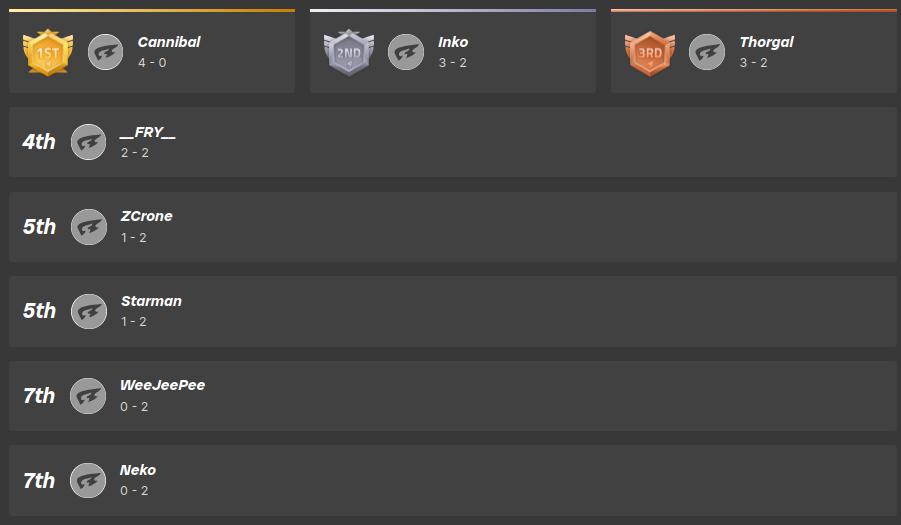 1ST
Cannibal
4 - 0
2ND
Inko
3 - 2
3RD
Thorgal
3 - 2
4th
__FRY__
2 - 2
5th
ZCrone
1 - 2
5th
Starman
1 - 2
7th
WeeJeePee
0 - 2
7th
Neko
0 - 2